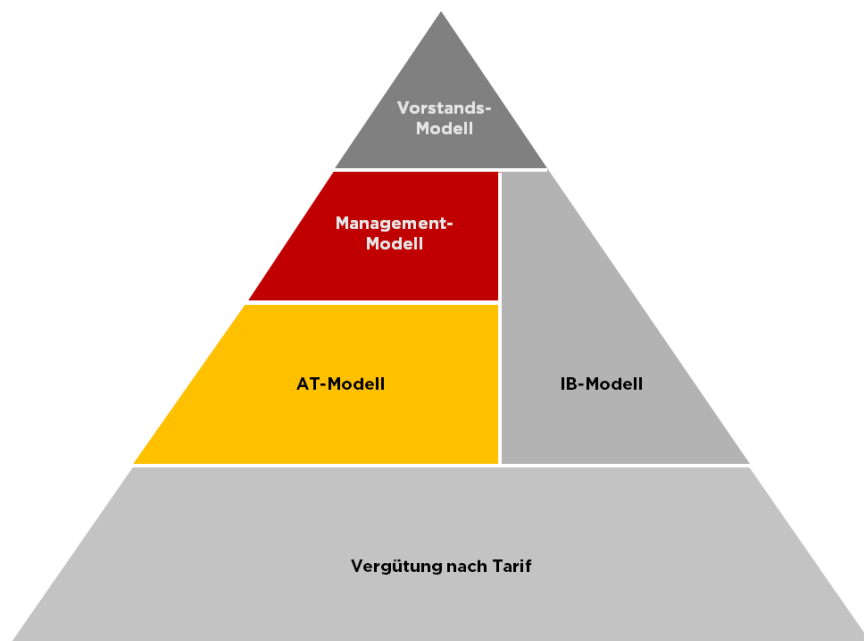 Vorstands-
Modell
Management-
Modell
AT-Modell
IB-Modell
Vergütung nach Tarif